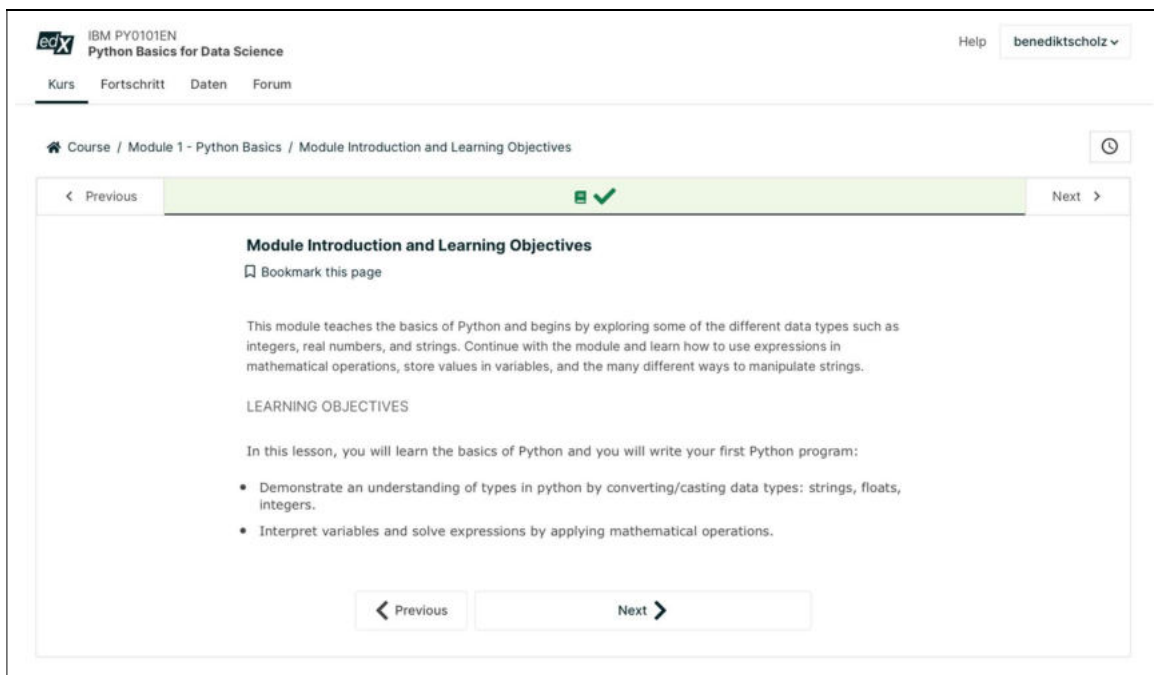 edX
IBM PY0101EN
Python Basics for Data Science
Help
benediktscholz
Kurs Fortschritt Daten Forum
Course / Module 1 - Python Basics / Module Introduction and Learning Objectives
Previous
Next
Module Introduction and Learning Objectives
Bookmark this page
This module teaches the basics of Python and begins by exploring some of the different data types such as
integers, real numbers, and strings. Continue with the module and learn how to use expressions in
mathematical operations, store values in variables, and the many different ways to manipulate strings.
LEARNING OBJECTIVES
In this lesson, you will learn the basics of Python and you will write your first Python program:
• Demonstrate an understanding of types in python by converting/casting data types: strings, floats,
integers.
• Interpret variables and solve expressions by applying mathematical operations.
Previous
Next